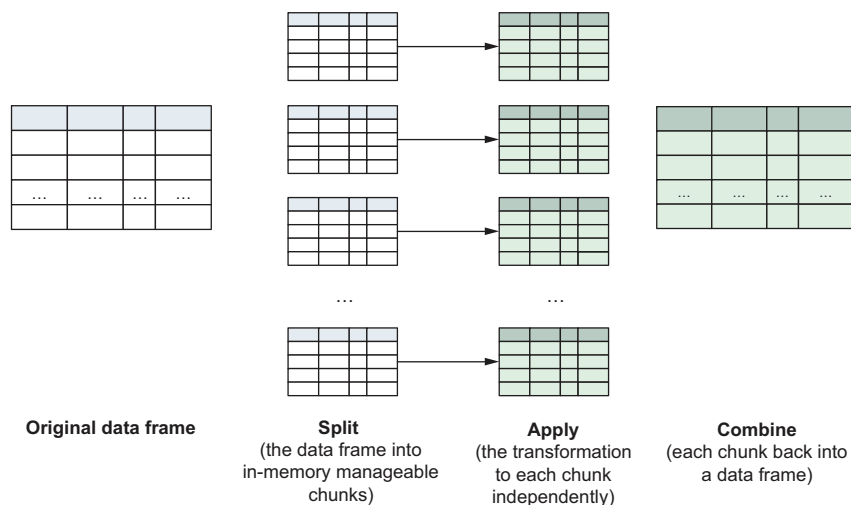 ... ... ... ...
... ...
... ... ... ...
Original data frame
Split
(the data frame into
in-memory manageable
chunks)
Apply
(the transformation
to each chunk
independently)
Combine
(each chunk back into
a data frame)